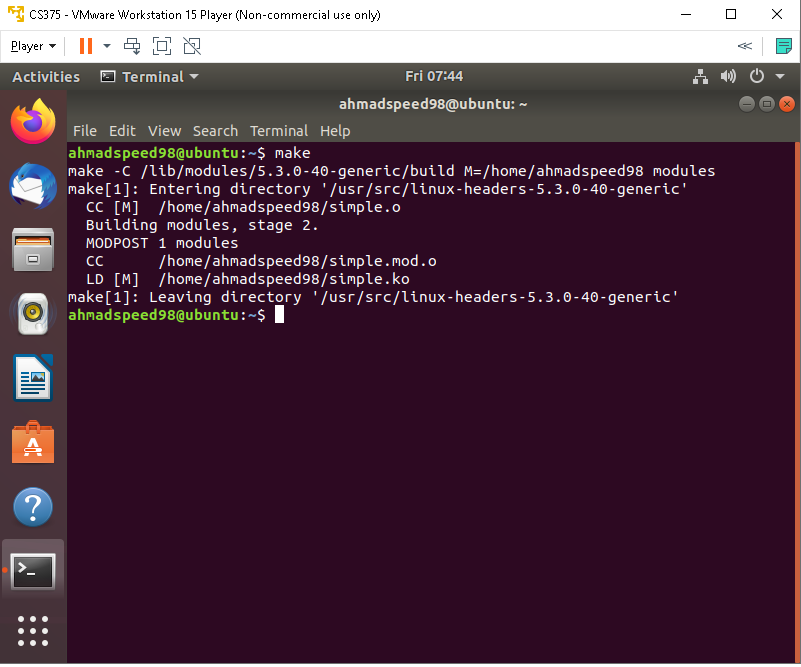 CS375 - VMware Workstation 15 Player (Non-commercial use only)
Player
Activities Terminal Fri 07:44
ahmadspeed98@ubuntu: ~
File Edit View Search Terminal Help
ahmadspeed98@ubuntu:~$ make
make -C /lib/modules/5.3.0-40-generic/build M=/home/ahmadspeed98 modules
make[1]: Entering directory '/usr/src/linux-headers-5.3.0-40-generic'
  CC [M]  /home/ahmadspeed98/simple.o
  Building modules, stage 2.
  MODPOST 1 modules
  CC      /home/ahmadspeed98/simple.mod.o
  LD [M]  /home/ahmadspeed98/simple.ko
make[1]: Leaving directory '/usr/src/linux-headers-5.3.0-40-generic'
ahmadspeed98@ubuntu:~$